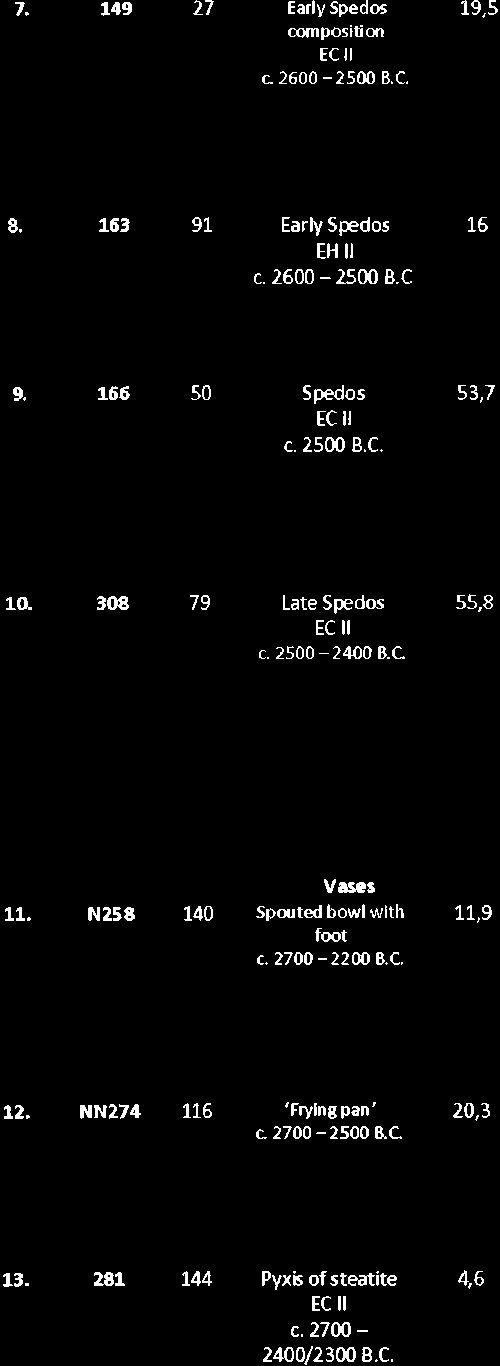 7. 149 27 Early Spedos 19,5
composition
EC II
c. 2600 – 2500 B.C.
8. 163 91 Early Spedos 16
EH II
c. 2600 – 2500 B.C
9. 166 50 Spedos 53,7
EC II
c. 2500 B.C.
10. 308 79 Late Spedos 55,8
EC II
c. 2500 – 2400 B.C.
Vases
11. N258 140 Spouted bowl with 11,9
foot
c. 2700 – 2200 B.C.
12. NN274 116 ‘Frying pan’ 20,3
c. 2700 – 2500 B.C.
13. 281 144 Pyxis of steatite 4,6
EC II
c. 2700 –
2400/2300 B.C.